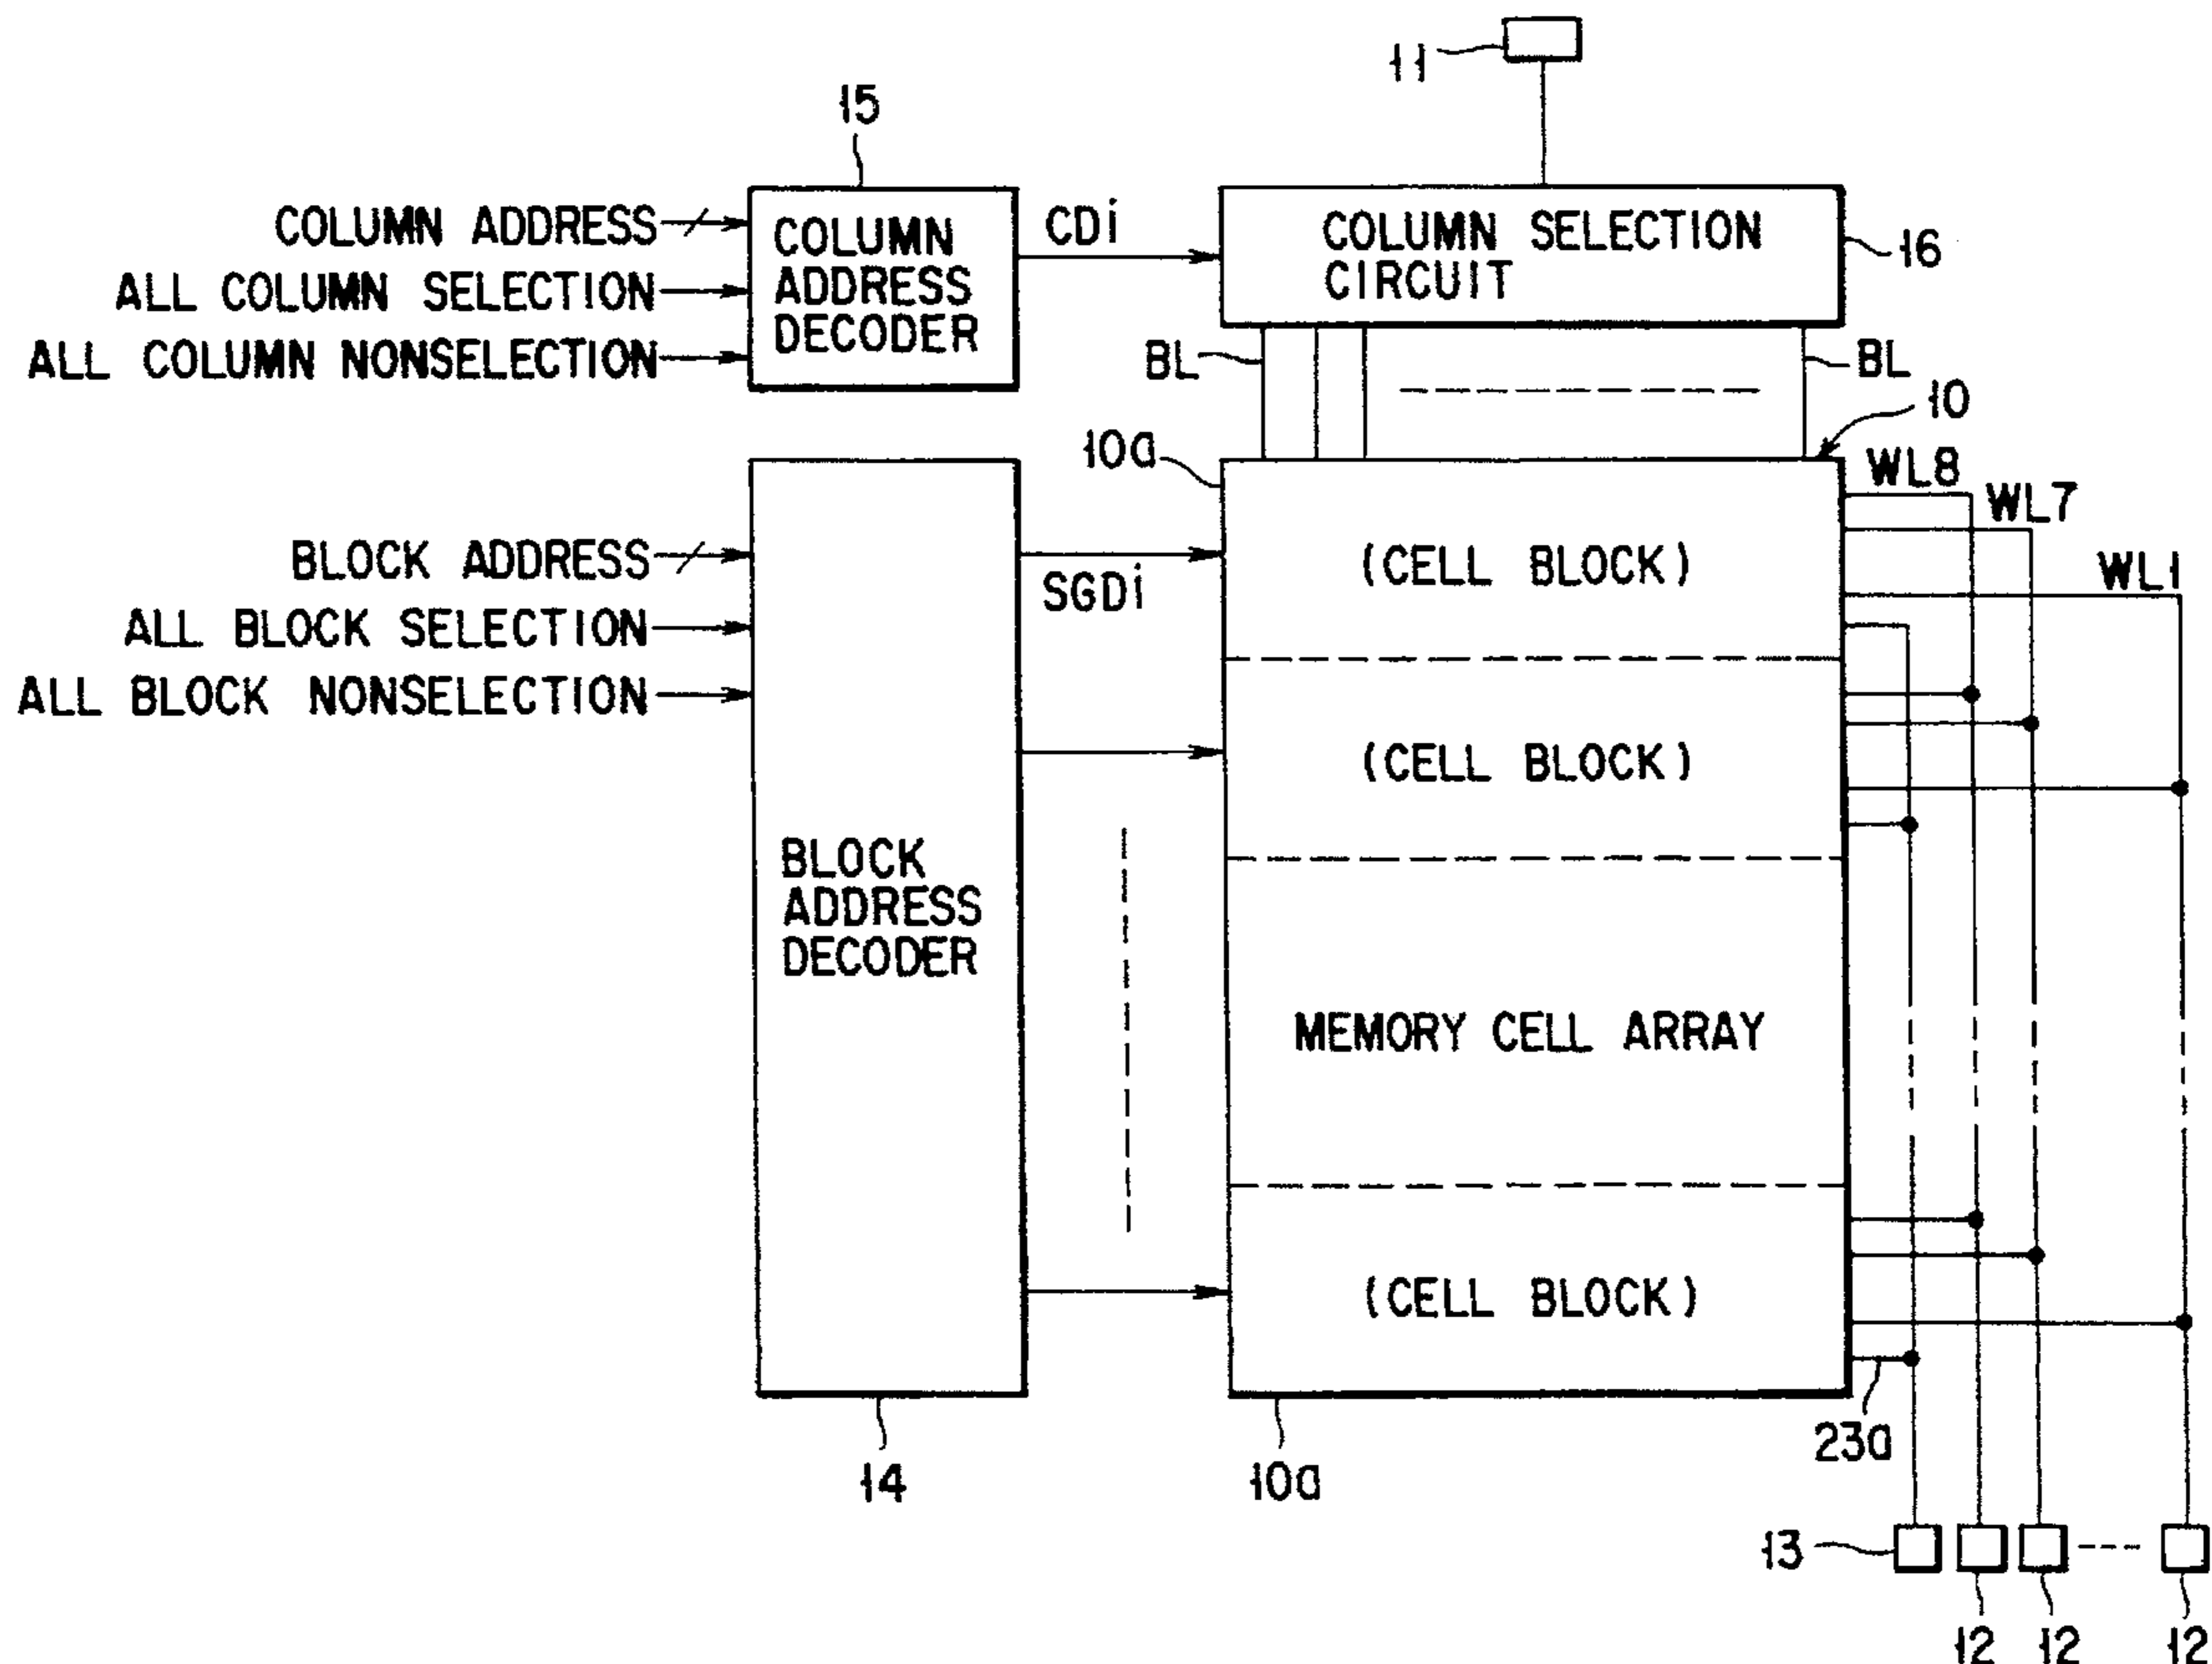 11
15
COLUMN ADDRESS
ALL COLUMN SELECTION
ALL COLUMN NONSELECTION
COLUMN
ADDRESS
DECODER
CDi
COLUMN SELECTION
CIRCUIT
16
BL
BL
10
10a
WL8
WL7
WL1
BLOCK ADDRESS
ALL BLOCK SELECTION
ALL BLOCK NONSELECTION
SGDi
(CELL BLOCK)
(CELL BLOCK)
BLOCK
ADDRESS
DECODER
MEMORY CELL ARRAY
(CELL BLOCK)
23a
14
10a
13
12
12
12